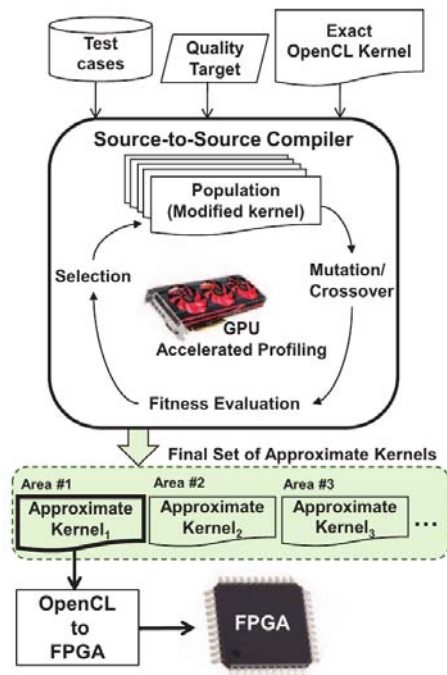 Test
cases
Quality
Target
Exact
OpenCL Kernel
Source-to-Source Compiler
Population
(Modified kernel)
Selection
Mutation/
Crossover
GPU
Accelerated Profiling
Fitness Evaluation
Final Set of Approximate Kernels
Area #1
Area #2
Area #3
Approximate
Kernel1
Approximate
Kernel2
Approximate
Kernel3
...
OpenCL
to
FPGA
FPGA